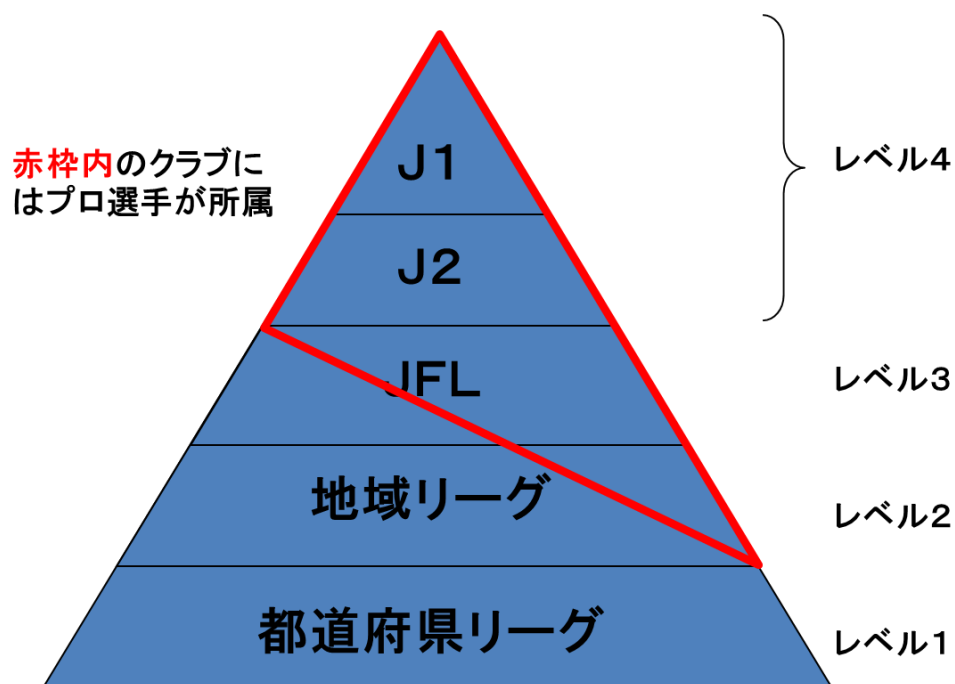 J1
レベル4
赤枠内のクラブに
はプロ選手が所属
J2
JFL
レベル3
地域リーグ
レベル2
都道府県リーグ
レベル1